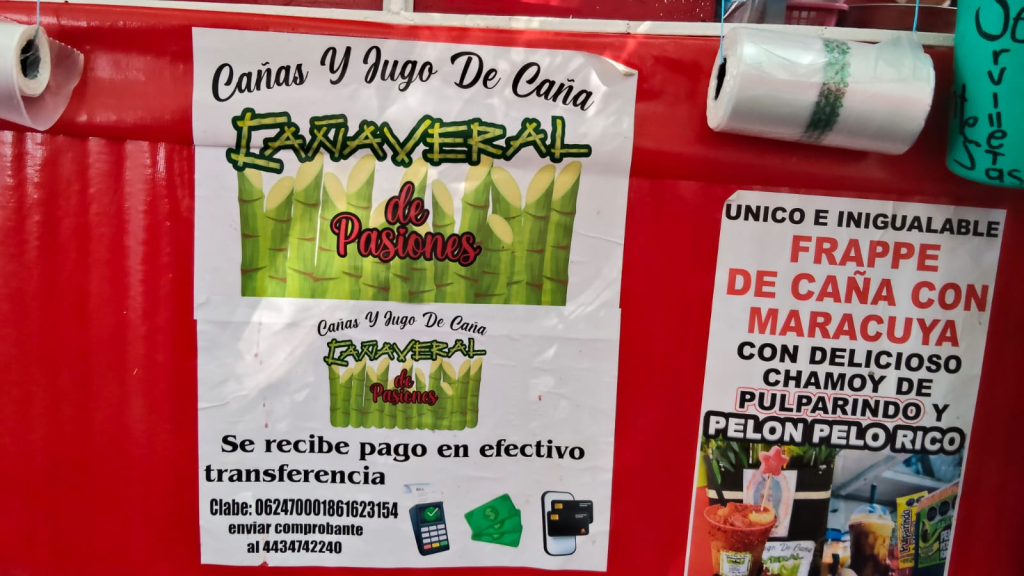 Cañas Y Jugo De Caña
CAÑAVERAL
de
Pasiones
Cañas Y Jugo De Caña
CAÑAVERAL
de
Pasiones
Se recibe pago en efectivo
transferencia
Clabe: 062470001861623154
enviar comprobante
al 4434742240
UNICO E INIGUALABLE
FRAPPE
DE CAÑA CON
MARACUYA
CON DELICIOSO
CHAMOY DE
PULPARINDO Y
PELON PELO RICO
Pulparindo
Servilletas